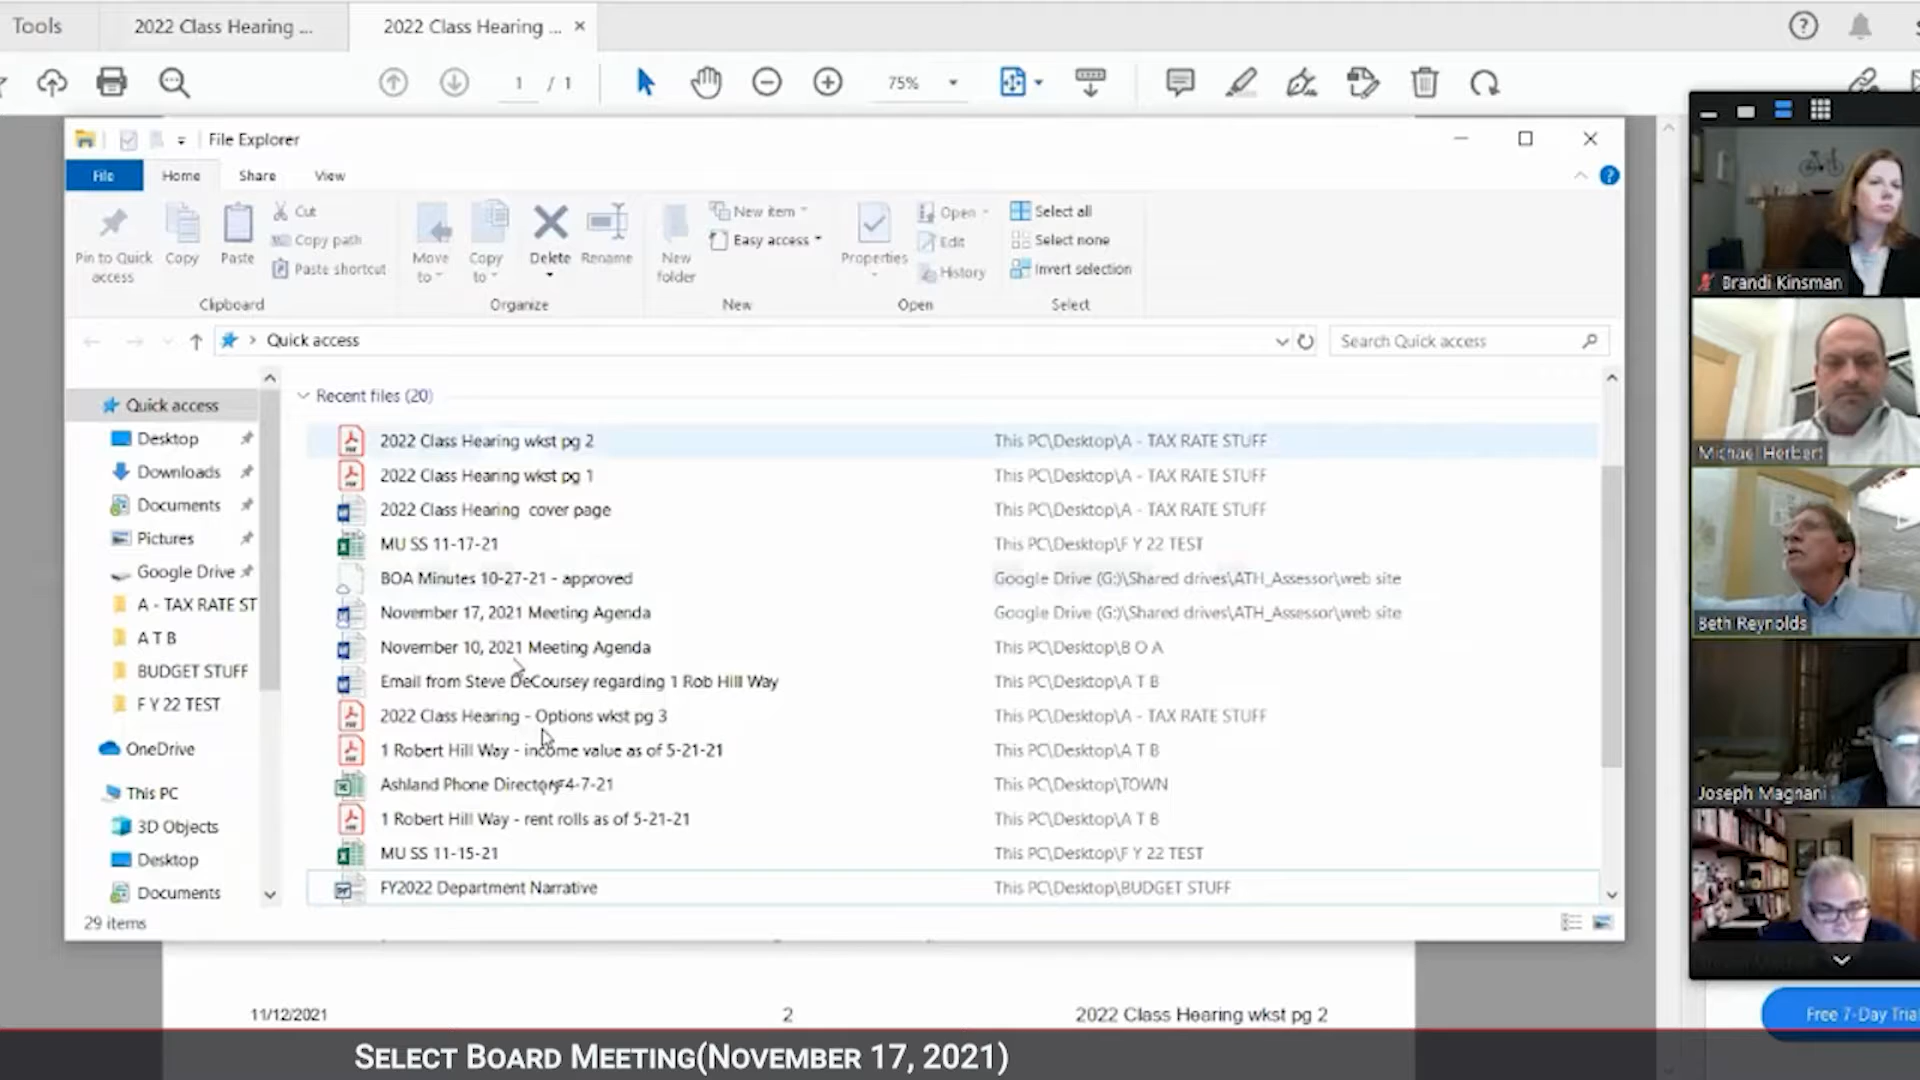 Tools
2022 Class Hearing ...
2022 Class Hearing ...
1 / 1
75%
File Explorer
File
Home
Share
View
Pin to Quick access
Copy
Paste
Cut
Copy path
Paste shortcut
Clipboard
Move to
Copy to
Delete
Rename
Organize
New folder
New item
Easy access
New
Properties
Open
Edit
History
Open
Select all
Select none
Invert selection
Select
Quick access
Search Quick access
Quick access
Desktop
Downloads
Documents
Pictures
Google Drive
A - TAX RATE ST
A T B
BUDGET STUFF
F Y 22 TEST
OneDrive
This PC
3D Objects
Desktop
Documents
29 items
Recent files (20)
2022 Class Hearing wkst pg 2 This PC\Desktop\A - TAX RATE STUFF
2022 Class Hearing wkst pg 1 This PC\Desktop\A - TAX RATE STUFF
2022 Class Hearing cover page This PC\Desktop\A - TAX RATE STUFF
MU SS 11-17-21 This PC\Desktop\F Y 22 TEST
BOA Minutes 10-27-21 - approved Google Drive (G:)\Shared drives\ATH_Assessor\web site
November 17, 2021 Meeting Agenda Google Drive (G:)\Shared drives\ATH_Assessor\web site
November 10, 2021 Meeting Agenda This PC\Desktop\B O A
Email from Steve DeCoursey regarding 1 Rob Hill Way This PC\Desktop\A T B
2022 Class Hearing - Options wkst pg 3 This PC\Desktop\A - TAX RATE STUFF
1 Robert Hill Way - income value as of 5-21-21 This PC\Desktop\A T B
Ashland Phone Directory 4-7-21 This PC\Desktop\TOWN
1 Robert Hill Way - rent rolls as of 5-21-21 This PC\Desktop\A T B
MU SS 11-15-21 This PC\Desktop\F Y 22 TEST
FY2022 Department Narrative This PC\Desktop\BUDGET STUFF
Brandi Kinsman
Michael Herbert
Beth Reynolds
Joseph Magnani
11/12/2021 2 2022 Class Hearing wkst pg 2
Free 7-Day Tria
SELECT BOARD MEETING(NOVEMBER 17, 2021)